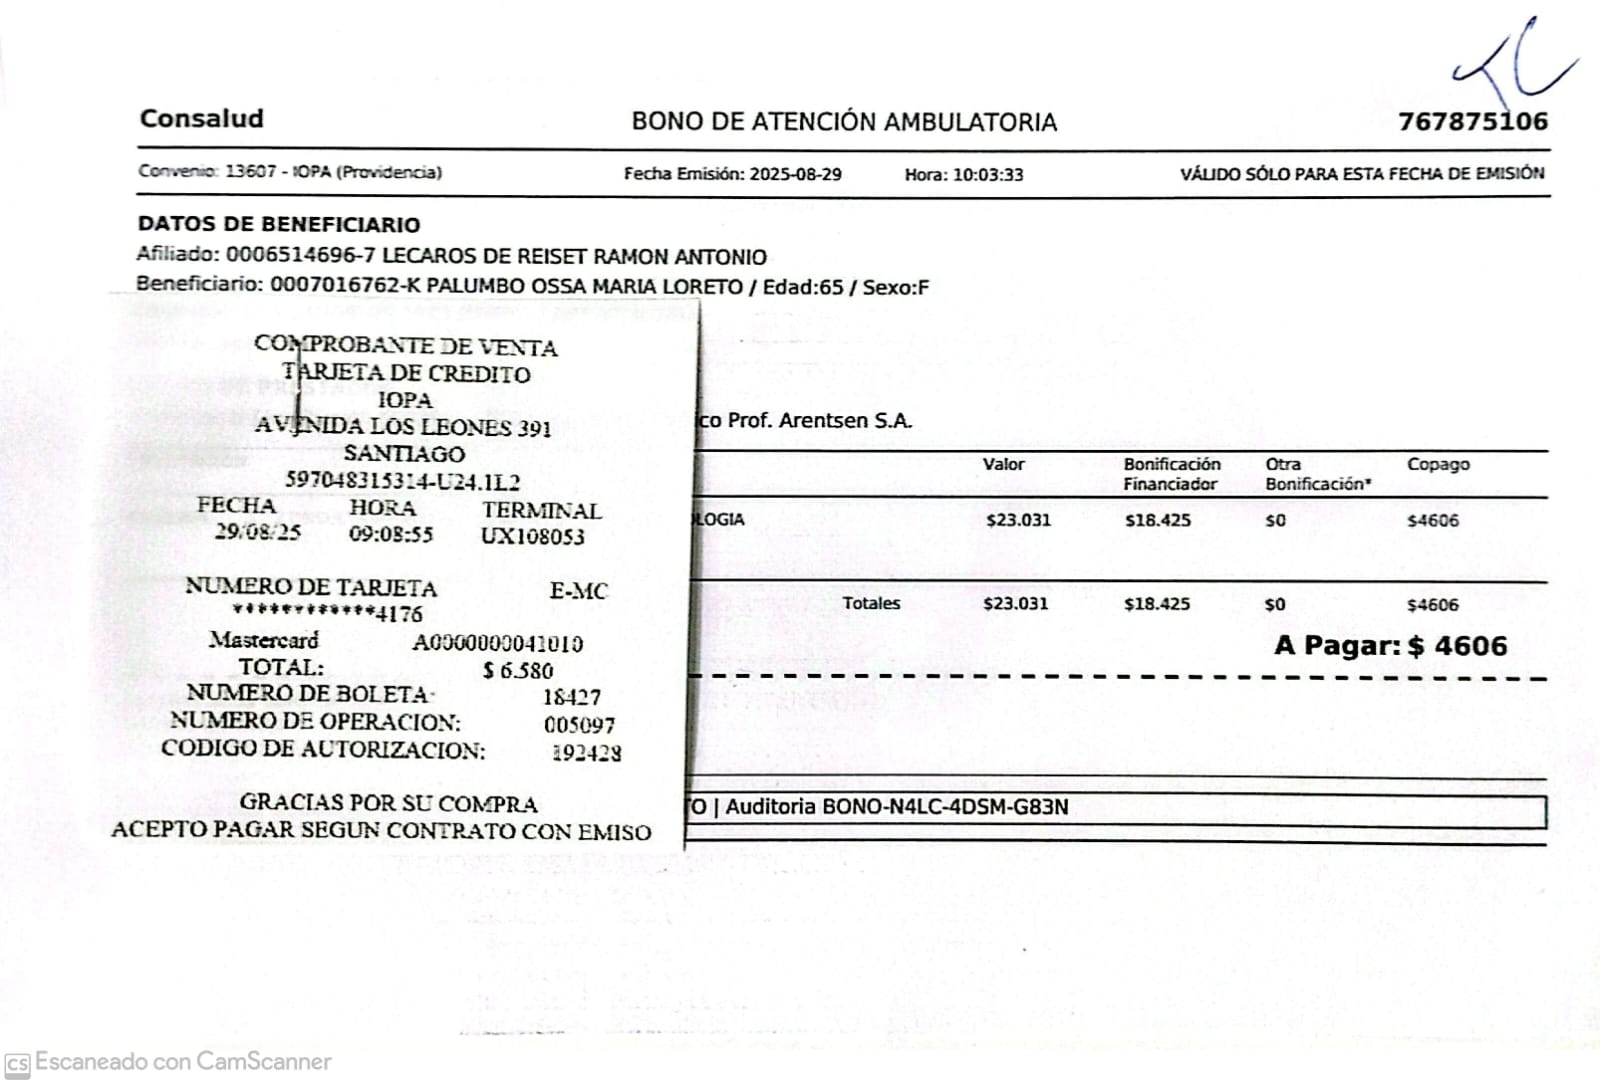 Consalud
BONO DE ATENCIÓN AMBULATORIA
767875106
Convenio: 13607 - IOPA (Providencia)
Fecha Emisión: 2025-08-29
Hora: 10:03:33
VÁLIDO SÓLO PARA ESTA FECHA DE EMISIÓN
DATOS DE BENEFICIARIO
Afiliado: 0006514696-7 LECAROS DE REISET RAMON ANTONIO
Beneficiario: 0007016762-K PALUMBO OSSA MARIA LORETO / Edad:65 / Sexo:F
COMPROBANTE DE VENTA
TARJETA DE CREDITO
IOPA
AVENIDA LOS LEONES 391
SANTIAGO
597048315314-U24.1L2
FECHA HORA TERMINAL
29/08/25 09:08:55 UX108053
NUMERO DE TARJETA E-MC
************4176
Mastercard A0000000041010
TOTAL: $ 6.580
NUMERO DE BOLETA: 18427
NUMERO DE OPERACION: 005097
CODIGO DE AUTORIZACION: 192428
GRACIAS POR SU COMPRA
ACEPTO PAGAR SEGUN CONTRATO CON EMISO
co Prof. Arentsen S.A.
Valor Bonificación Financiador Otra Bonificación* Copago
LOGIA $23.031 $18.425 $0 $4606
Totales $23.031 $18.425 $0 $4606
A Pagar: $ 4606
TO | Auditoria BONO-N4LC-4DSM-G83N
CS Escaneado con CamScanner